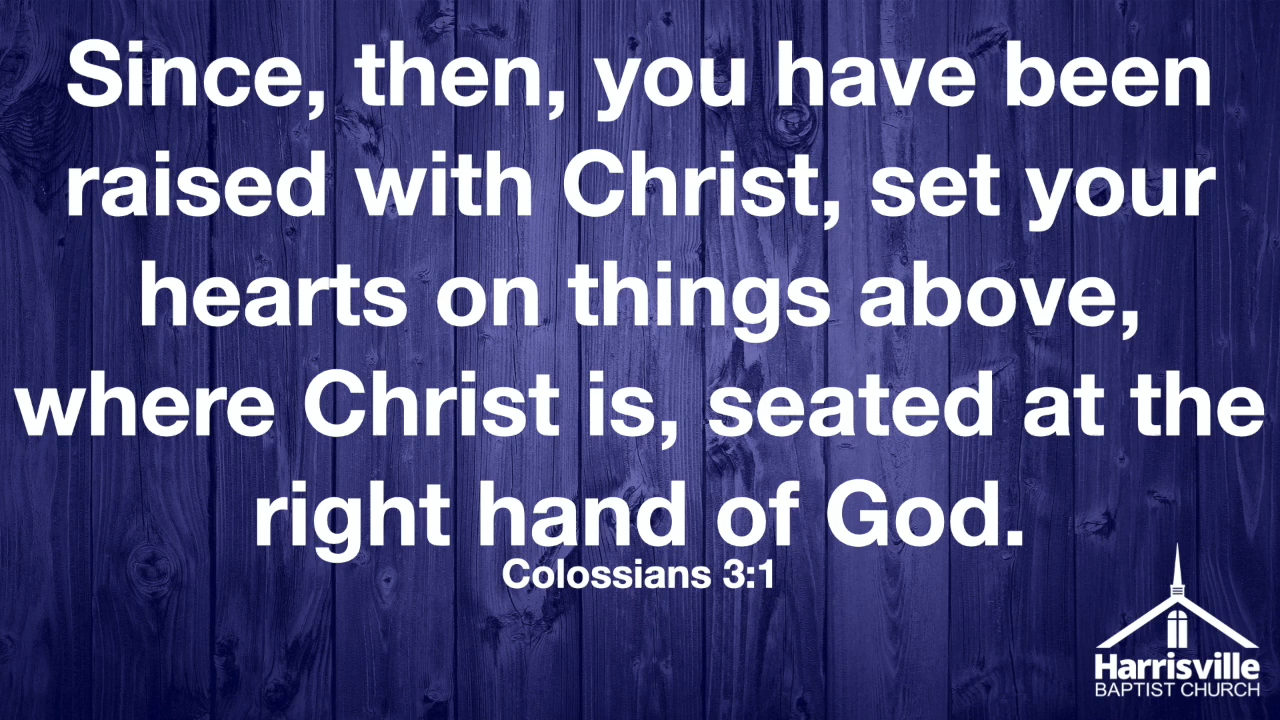 Since, then, you have been
raised with Christ, set your
hearts on things above,
where Christ is, seated at the
right hand of God.
Colossians 3:1
Harrisville
BAPTIST CHURCH